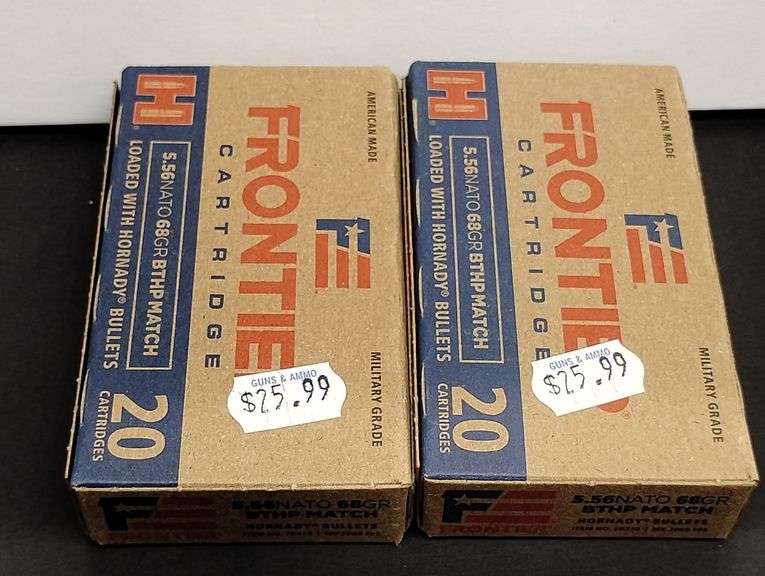 H
5.56NATO 68GR BTHP MATCH
LOADED WITH HORNADY® BULLETS
20
CARTRIDGES
FRONTIE
CARTRIDGE
AMERICAN MADE
MILITARY GRADE
GUNS & AMMO
$25.99
5.56NATO 68GR
BTHP MATCH
HORNADY® BULLETS
FRONTIER
H
5.56NATO 68GR BTHP MATCH
LOADED WITH HORNADY® BULLETS
20
CARTRIDGES
FRONTIE
CARTRIDGE
AMERICAN MADE
MILITARY GRADE
GUNS & AMMO
$25.99
5.56NATO 68GR
BTHP MATCH
HORNADY® BULLETS
FRONTIER